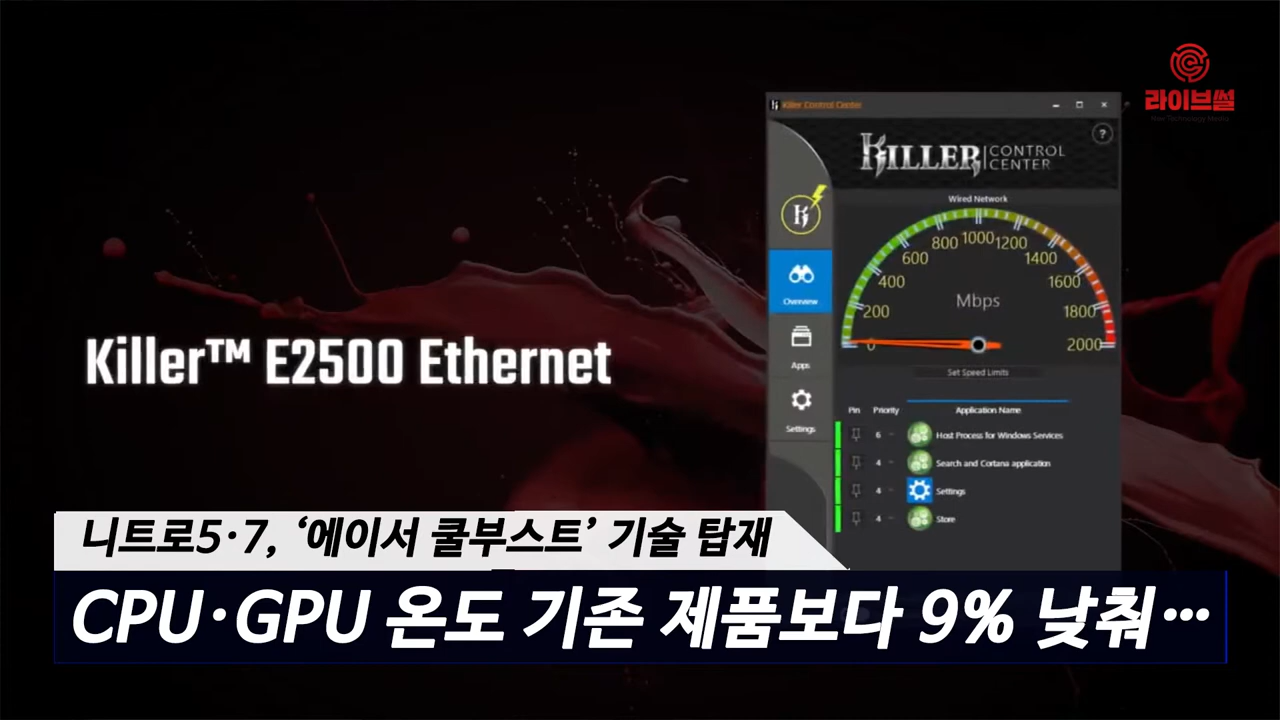 라이브썰
Killer Control Center
?
KILLER CONTROL CENTER
Wired Network
0 200 400 600 800 1000 1200 1400 1600 1800 2000
Mbps
Set Speed Limits
Overview
Apps
Settings
Killer™ E2500 Ethernet
Pin Priority Application Name
6 Host Process for Windows Services
4 Search and Cortana application
4 Settings
4 Store
니트로5·7, ‘에이서 쿨부스트’ 기술 탑재
CPU·GPU 온도 기존 제품보다 9% 낮춰…